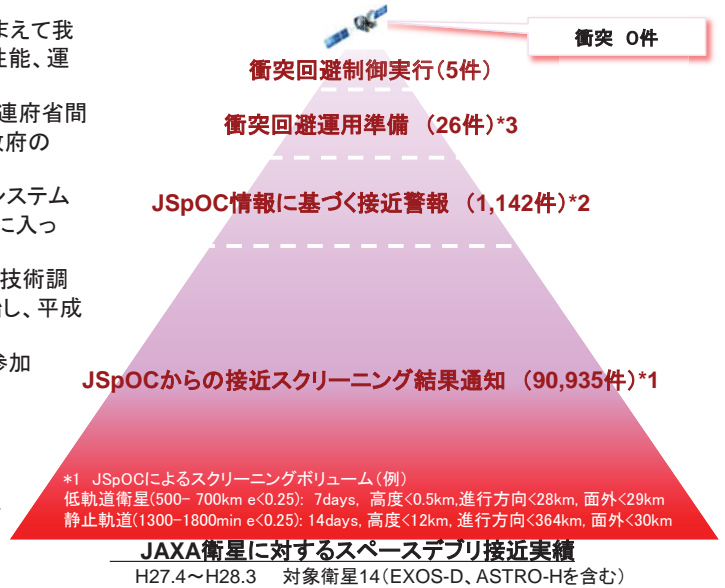 まえて我
性能、運
連府省間
政府の
システム
に入っ
技術調
し、平成
参加
衝突 0件
衝突回避制御実行(5件)
衝突回避運用準備 (26件)*3
JSpOC情報に基づく接近警報 (1,142件)*2
JSpOCからの接近スクリーニング結果通知 (90,935件)*1
*1 JSpOCによるスクリーニングボリューム(例)
低軌道衛星(500- 700km e<0.25): 7days, 高度<0.5km,進行方向<28km, 面外<29km
静止軌道(1300-1800min e<0.25): 14days, 高度<12km, 進行方向<364km, 面外<30km
JAXA衛星に対するスペースデブリ接近実績
H27.4~H28.3 対象衛星14(EXOS-D、ASTRO-Hを含む)